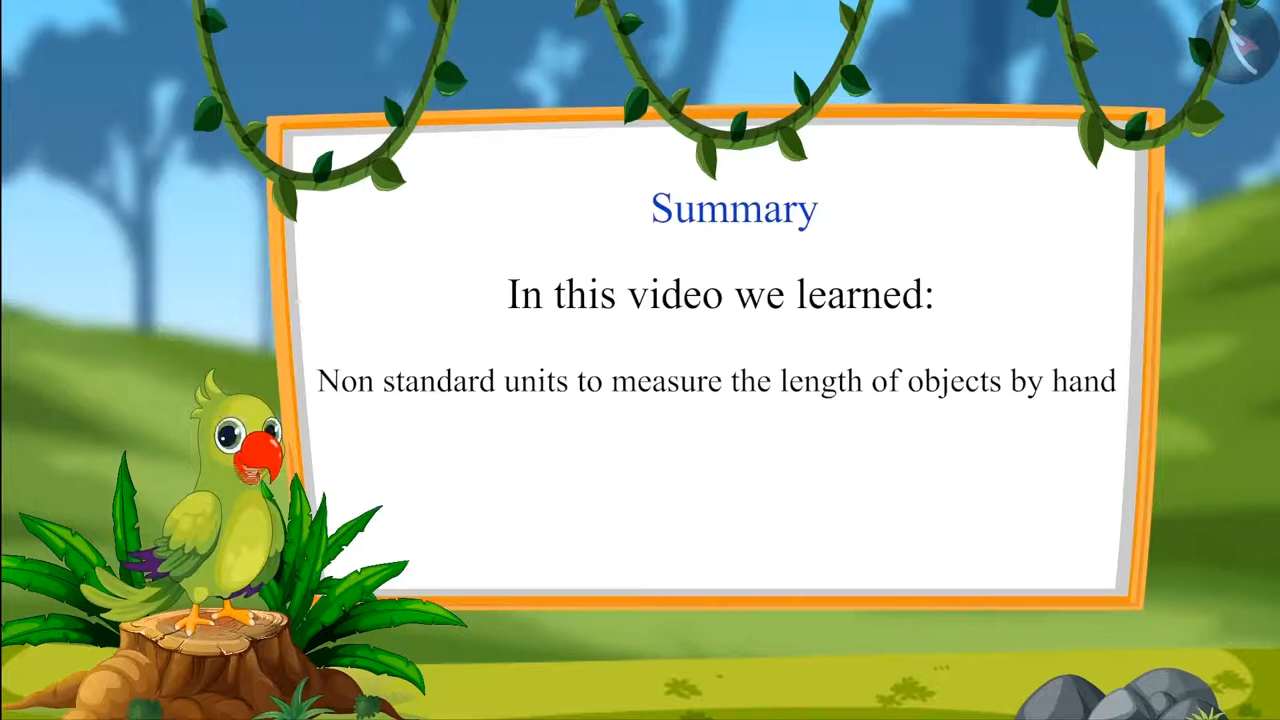 Summary
In this video we learned:
Non standard units to measure the length of objects by hand